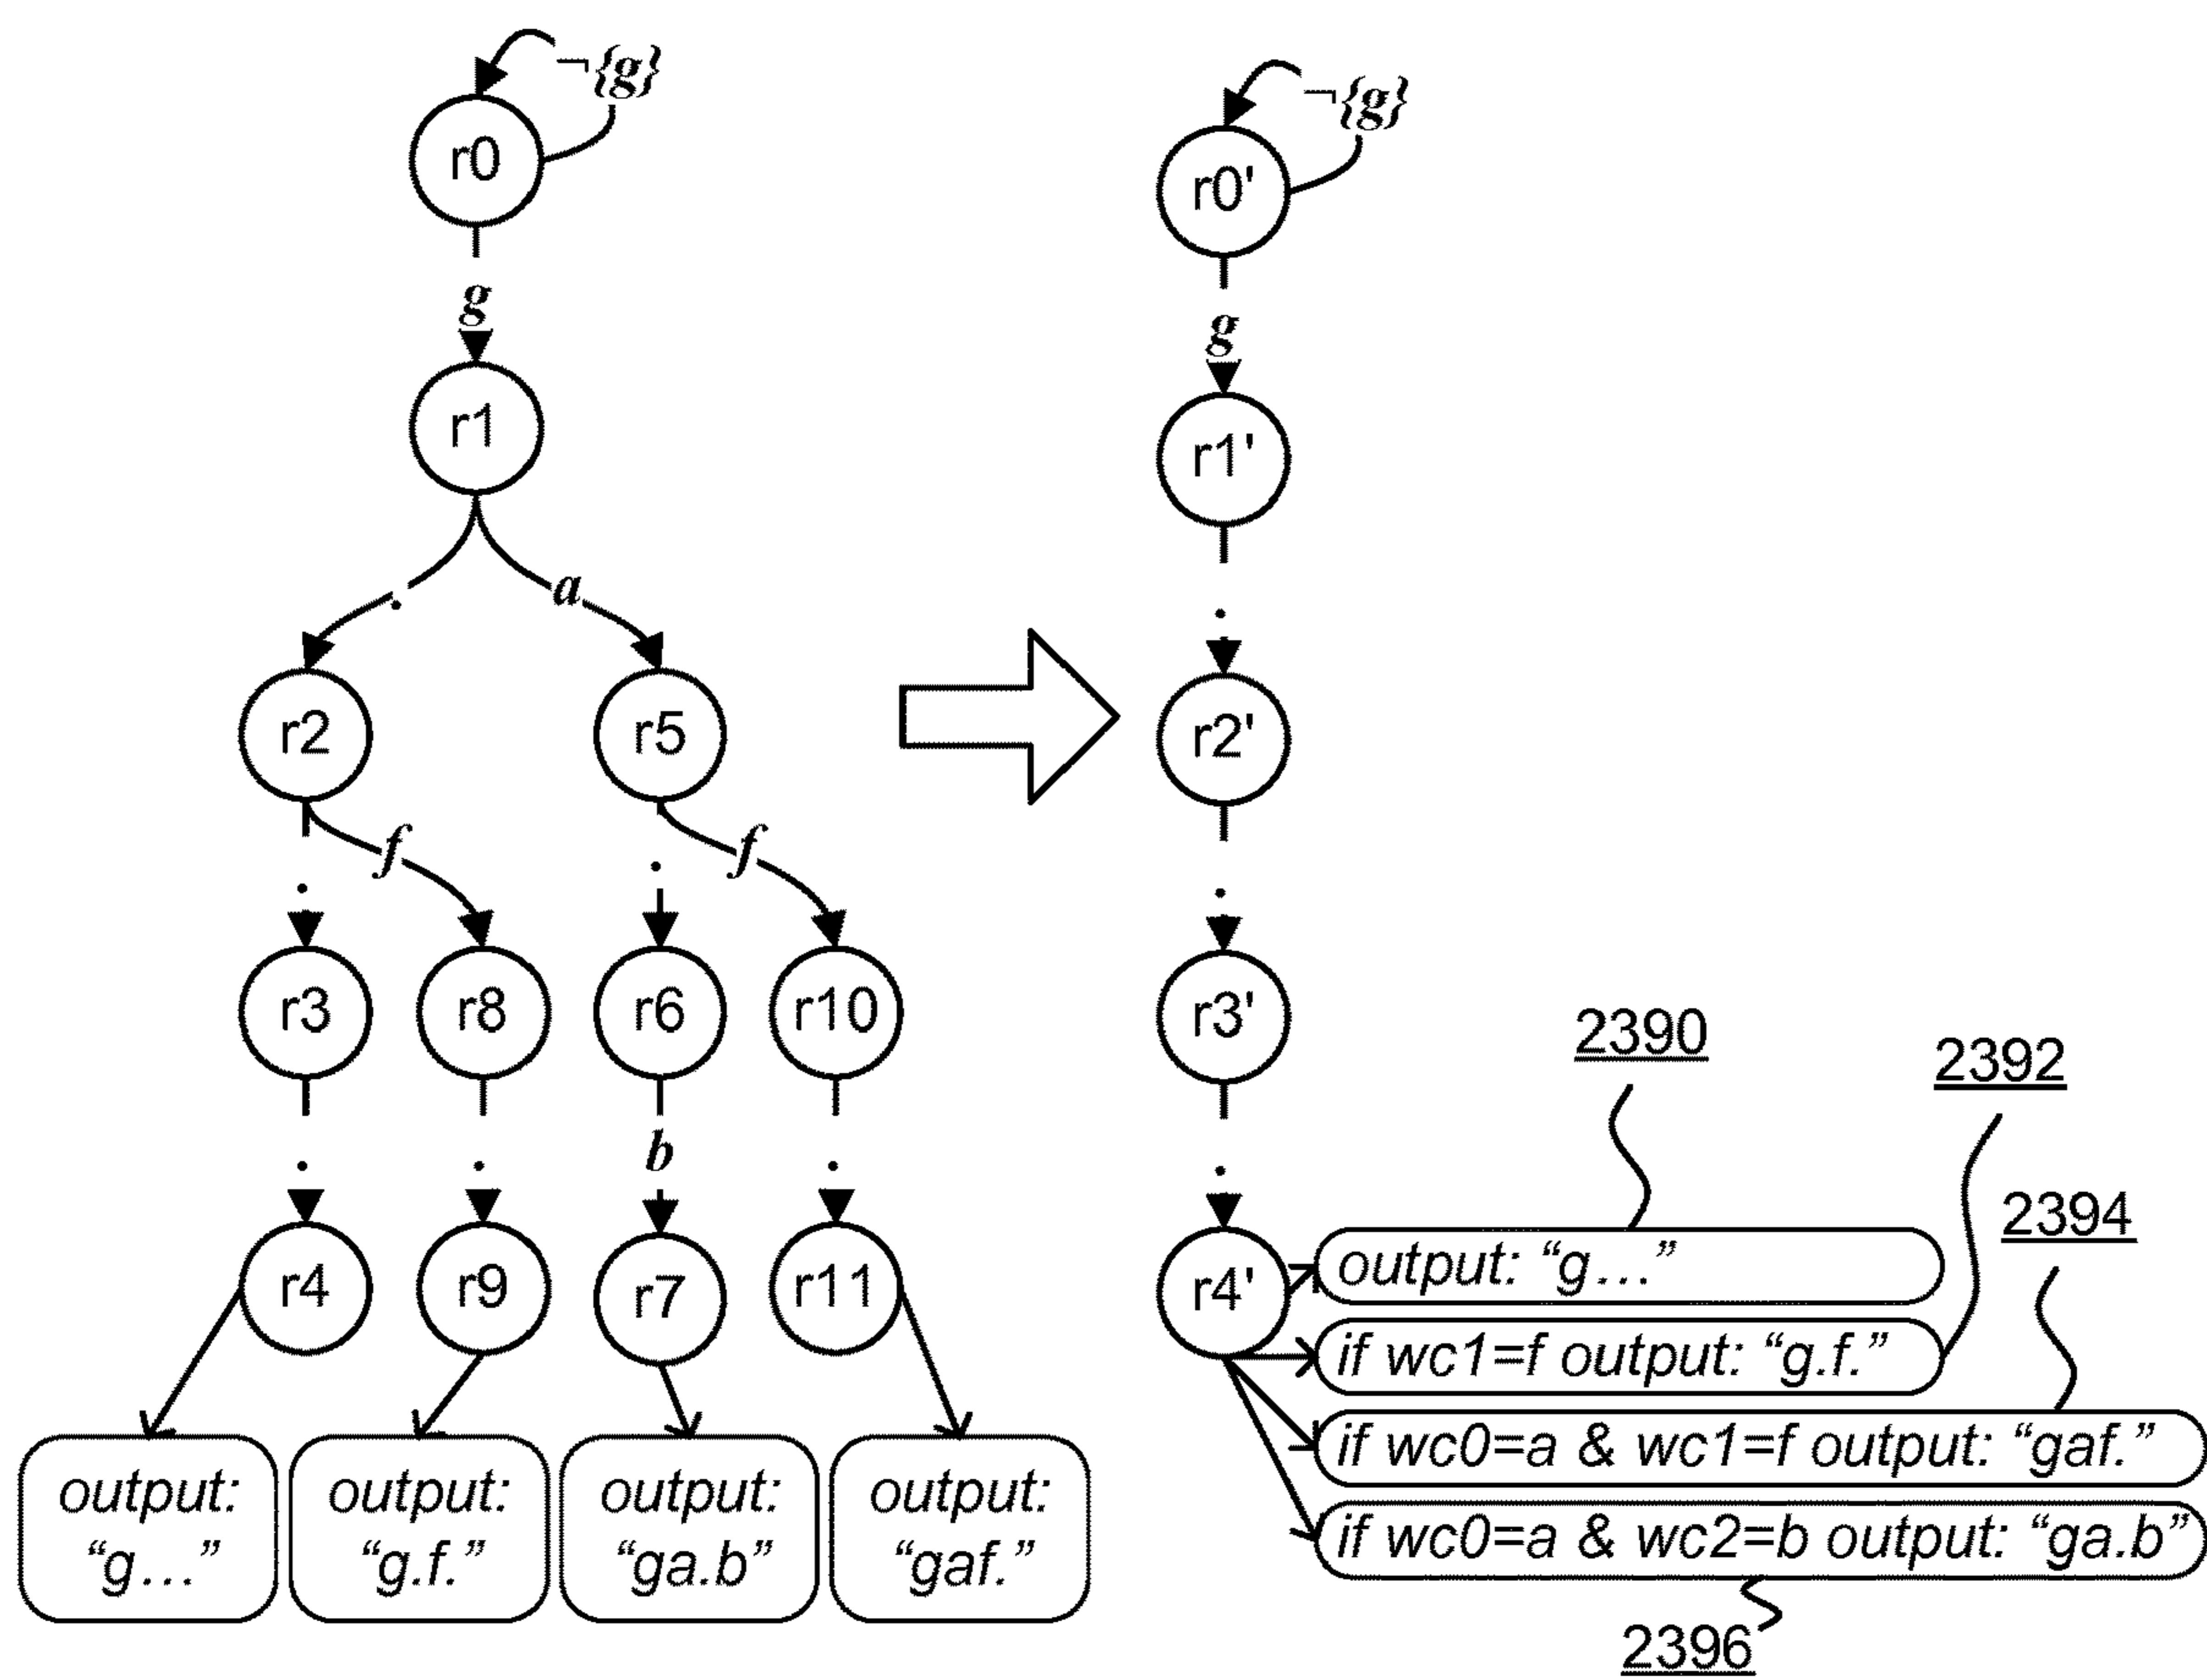 ¬{g}
r0
g
r1
.
a
r2
r5
.
f
.
f
r3
r8
r6
r10
.
.
b
.
r4
r9
r7
r11
output:
“g…”
output:
“g.f.”
output:
“ga.b”
output:
“gaf.”
¬{g}
r0'
g
r1'
.
r2'
.
r3'
.
r4'
2390
2392
2394
output: “g…”
if wc1=f output: “g.f.”
if wc0=a & wc1=f output: “gaf.”
if wc0=a & wc2=b output: “ga.b”
2396